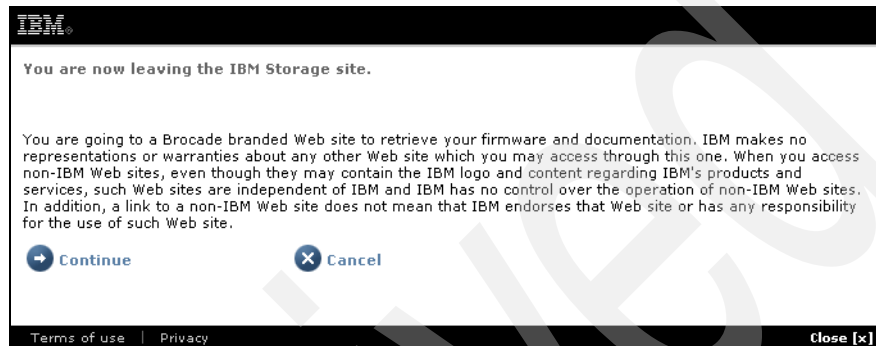 IBM®
You are now leaving the IBM Storage site.
You are going to a Brocade branded Web site to retrieve your firmware and documentation. IBM makes no
representations or warranties about any other Web site which you may access through this one. When you access
non-IBM Web sites, even though they may contain the IBM logo and content regarding IBM's products and
services, such Web sites are independent of IBM and IBM has no control over the operation of non-IBM Web sites.
In addition, a link to a non-IBM Web site does not mean that IBM endorses that Web site or has any responsibility
for the use of such Web site.
Continue Cancel
Terms of use | Privacy Close [x]